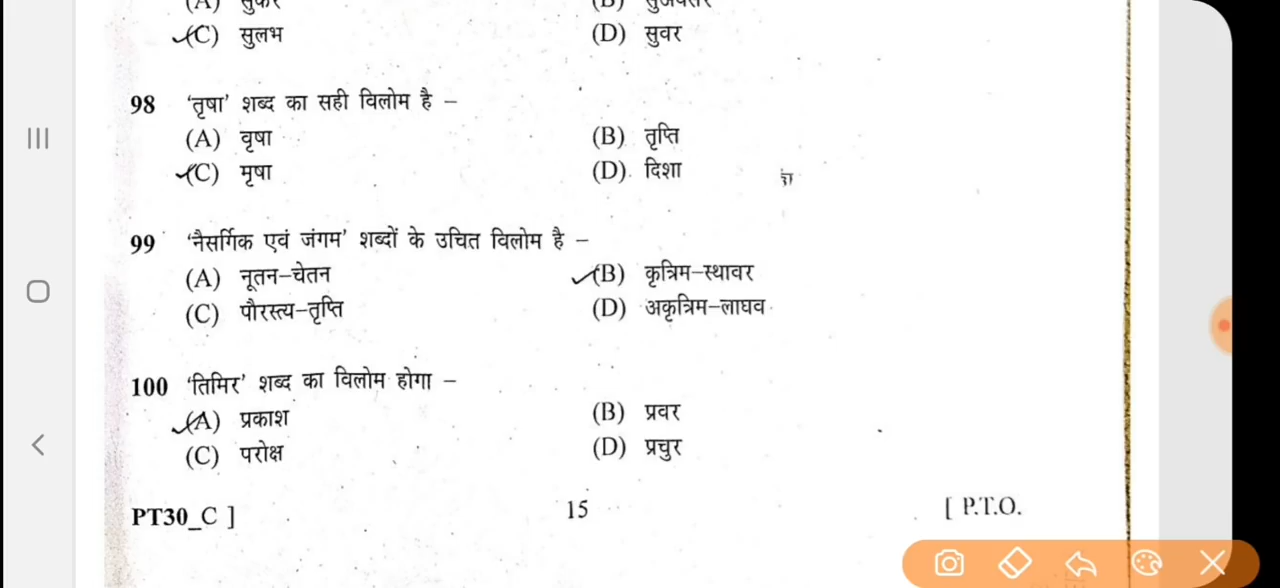 (C) सुलभ (D) सुवर
98 ‘तृषा’ शब्द का सही विलोम है –
(A) वृषा (B) तृप्ति
(C) मृषा (D) दिशा
99 ‘नैसर्गिक एवं जंगम’ शब्दों के उचित विलोम है –
(A) नूतन–चेतन (B) कृत्रिम–स्थावर
(C) पौरस्त्य–तृप्ति (D) अकृत्रिम–लाघव
100 ‘तिमिर’ शब्द का विलोम होगा –
(A) प्रकाश (B) प्रवर
(C) परोक्ष (D) प्रचुर
PT30_C ] 15 [ P.T.O.